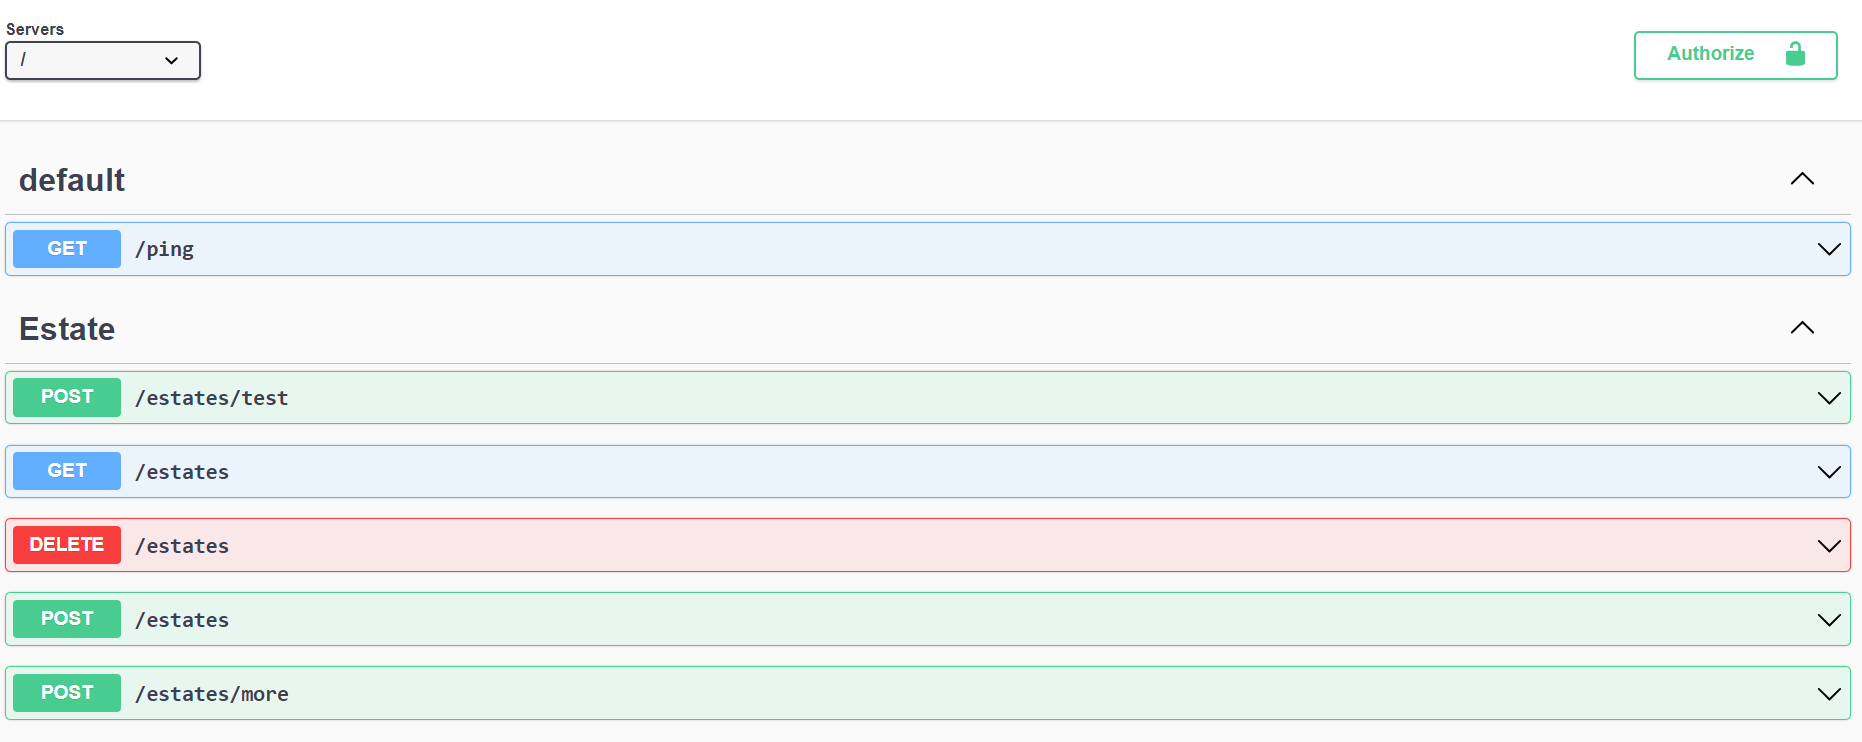 Servers
/
Authorize
default
GET /ping
Estate
POST /estates/test
GET /estates
DELETE /estates
POST /estates
POST /estates/more